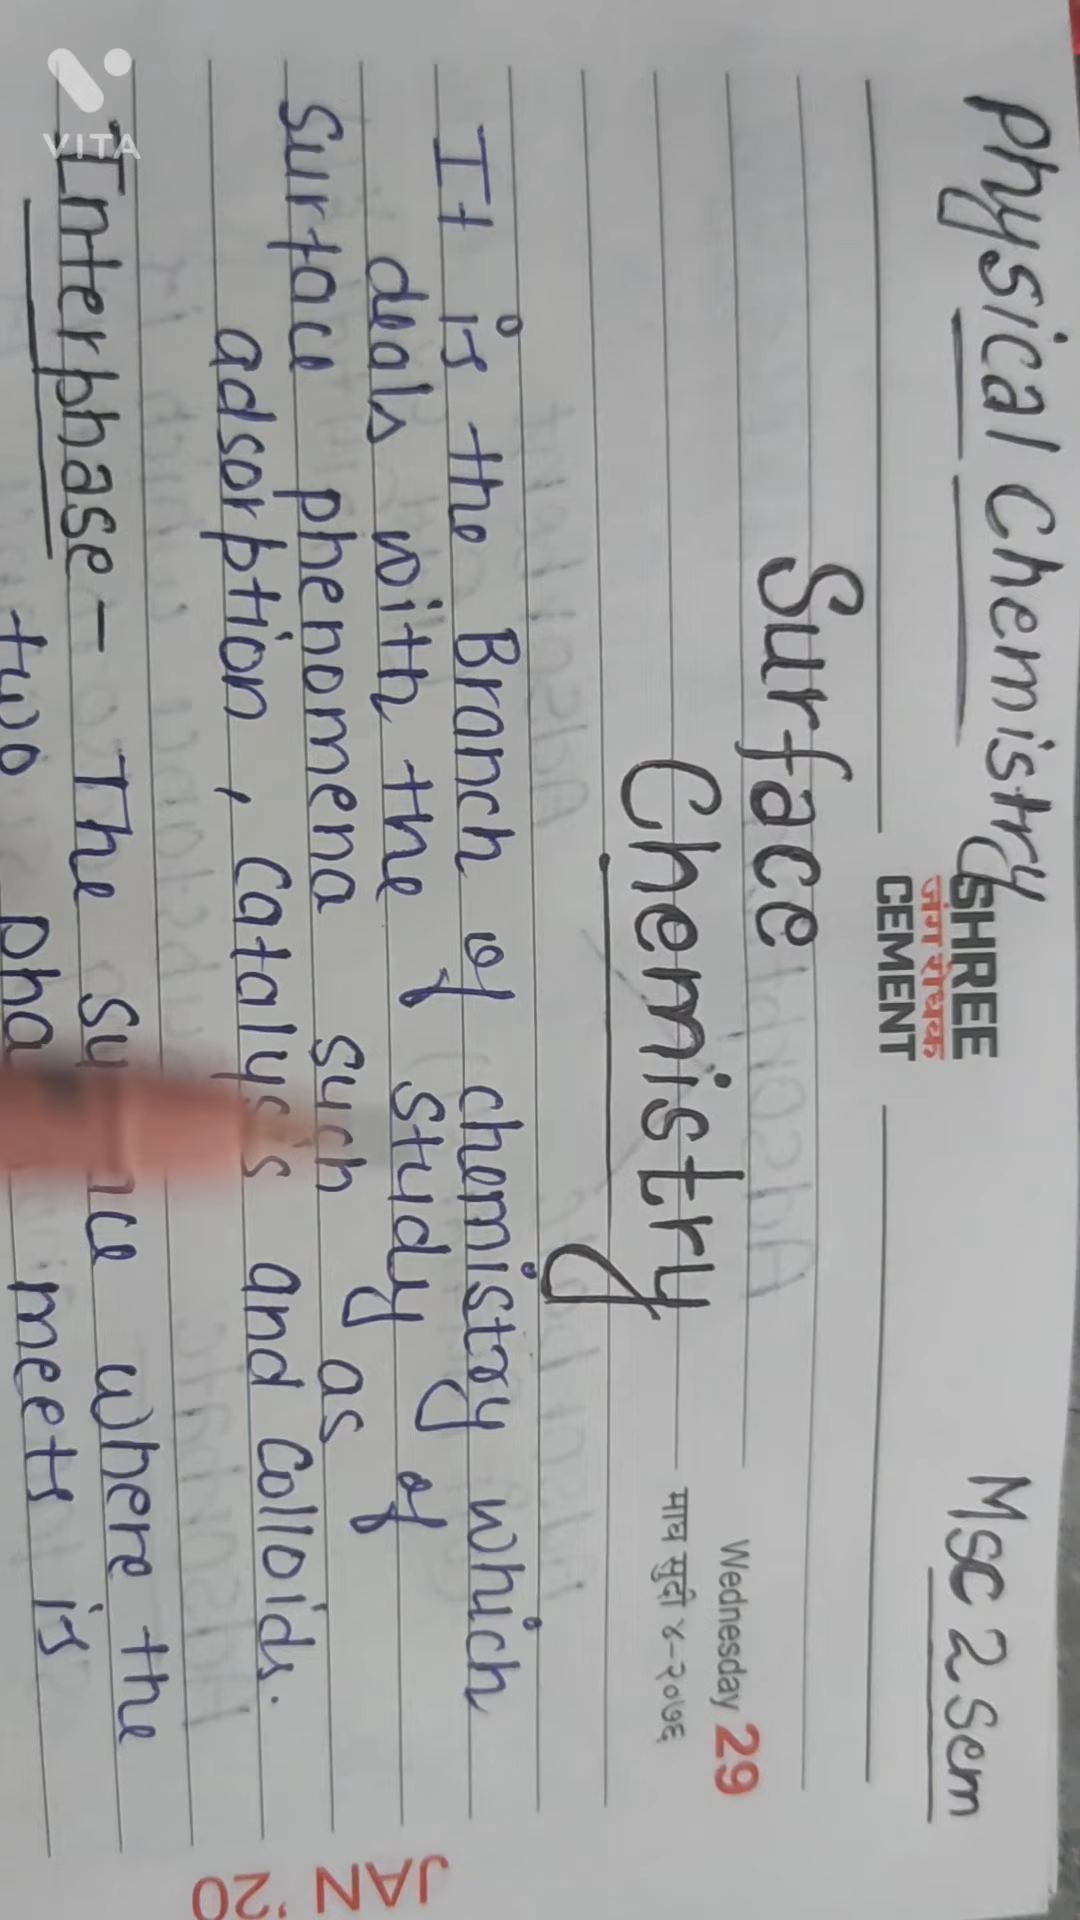 VITA
Physical Chemistry
Msc 2 Sem
SHREE
जंग रोधक
CEMENT
Surface
Wednesday 29
Chemistry
माघ सुदी ४-२०७६
JAN '20
It is the Branch of chemistry which
deals with the study of
Surface phenomena such as
adsorption, Catalysis and Colloids.
Interphase- The where the
two meets is